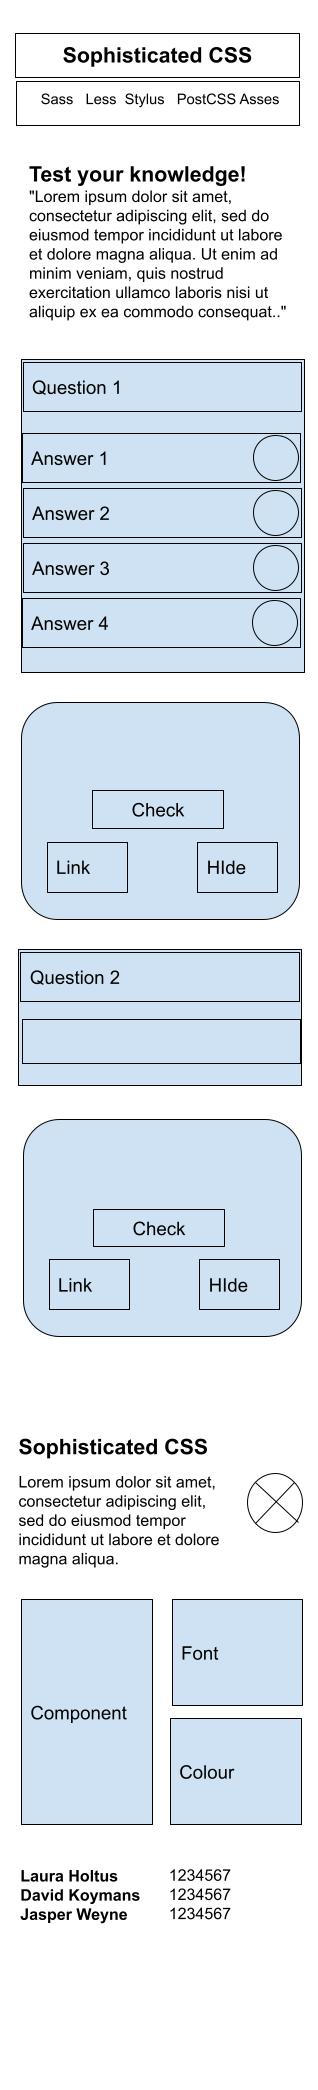 Sophisticated CSS
Sass Less Stylus PostCSS Asses
Test your knowledge!
"Lorem ipsum dolor sit amet,
consectetur adipiscing elit, sed do
eiusmod tempor incididunt ut labore
et dolore magna aliqua. Ut enim ad
minim veniam, quis nostrud
exercitation ullamco laboris nisi ut
aliquip ex ea commodo consequat.."
Question 1
Answer 1
Answer 2
Answer 3
Answer 4
Check
Link HIde
Question 2
Check
Link HIde
Sophisticated CSS
Lorem ipsum dolor sit amet,
consectetur adipiscing elit,
sed do eiusmod tempor
incididunt ut labore et dolore
magna aliqua.
Font
Component
Colour
Laura Holtus 1234567
David Koymans 1234567
Jasper Weyne 1234567